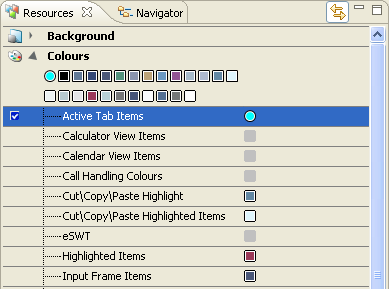 Resources Navigator
Background
Colours
Active Tab Items
Calculator View Items
Calendar View Items
Call Handling Colours
Cut\Copy\Paste Highlight
Cut\Copy\Paste Highlighted Items
eSWT
Highlighted Items
Input Frame Items